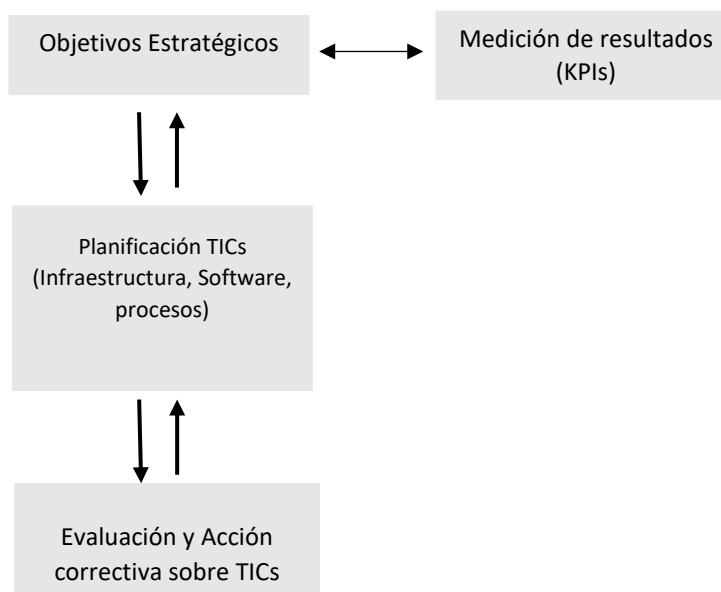 Objetivos Estratégicos
Medición de resultados
(KPIs)
Planificación TICs
(Infraestructura, Software,
procesos)
Evaluación y Acción
correctiva sobre TICs